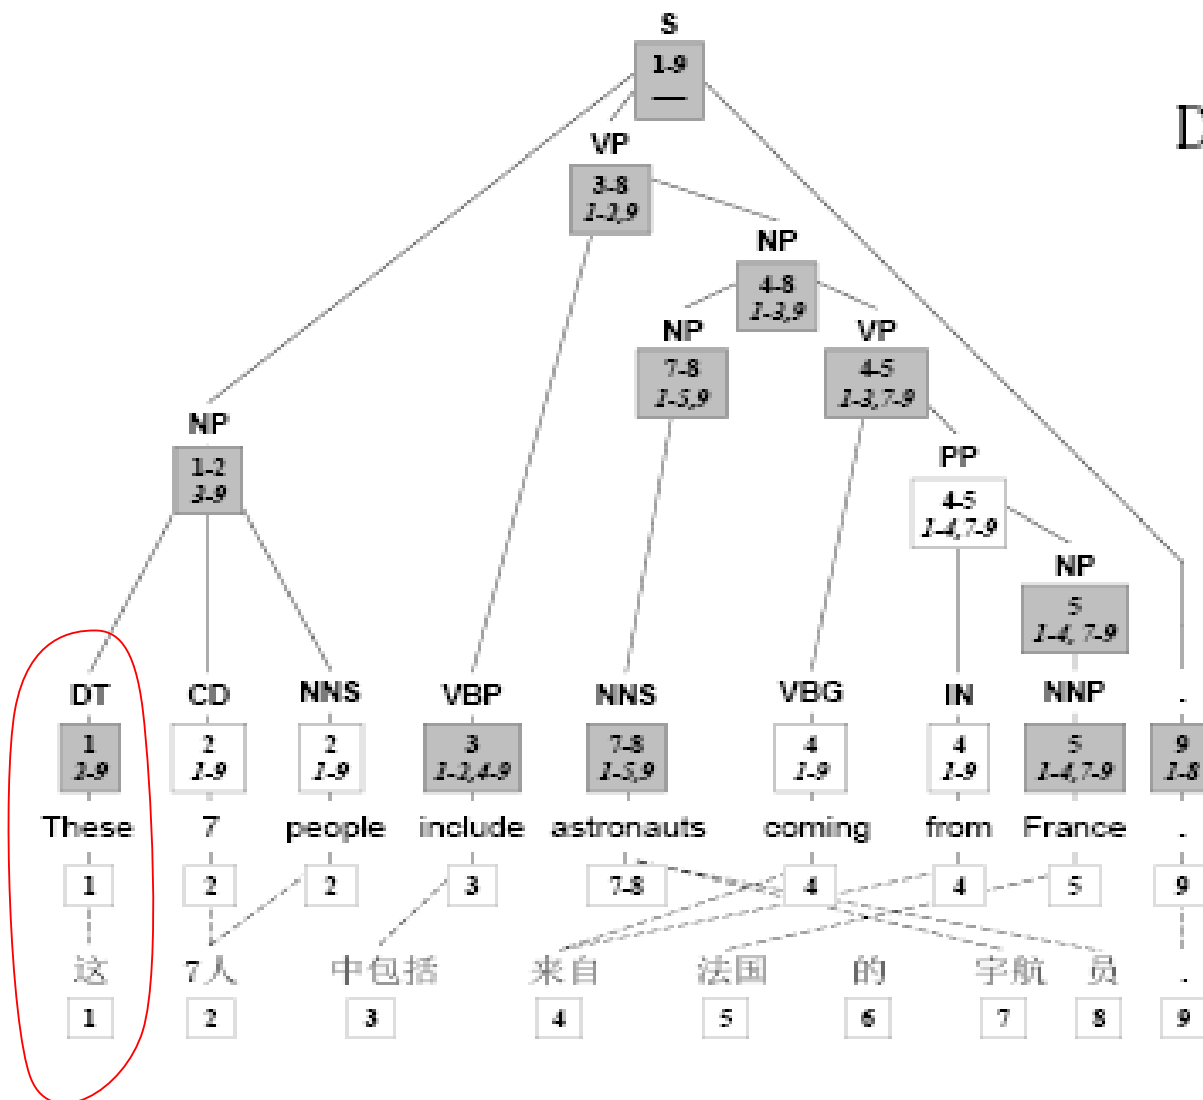 S
1-9
D
VP
3-8
1-2,9
NP
4-8
1-3,9
NP
VP
7-8
1-5,9
4-5
1-3,7-9
NP
PP
1-2
3-9
4-5
1-4,7-9
NP
5
1-4, 7-9
DT CD NNS VBP NNS VBG IN NNP .
1 2 2 3 7-8 4 4 5 9
2-9 1-9 1-9 1-2,4-9 1-5,9 1-9 1-9 1-4,7-9 1-8
These 7 people include astronauts coming from France .
1 2 2 3 7-8 4 4 5 9
这 7人 中包括 来自 法国 的 宇航 员 .
1 2 3 4 5 6 7 8 9